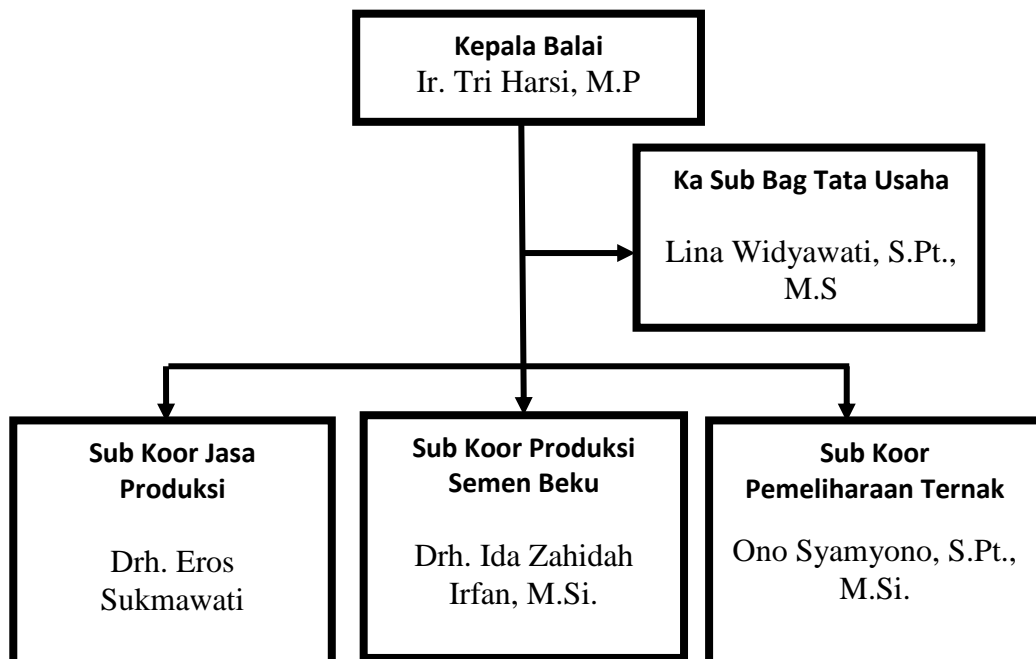 Kepala Balai
Ir. Tri Harsi, M.P
Ka Sub Bag Tata Usaha
Lina Widyawati, S.Pt.,
M.S
Sub Koor Jasa
Produksi
Drh. Eros
Sukmawati
Sub Koor Produksi
Semen Beku
Drh. Ida Zahidah
Irfan, M.Si.
Sub Koor
Pemeliharaan Ternak
Ono Syamyono, S.Pt.,
M.Si.